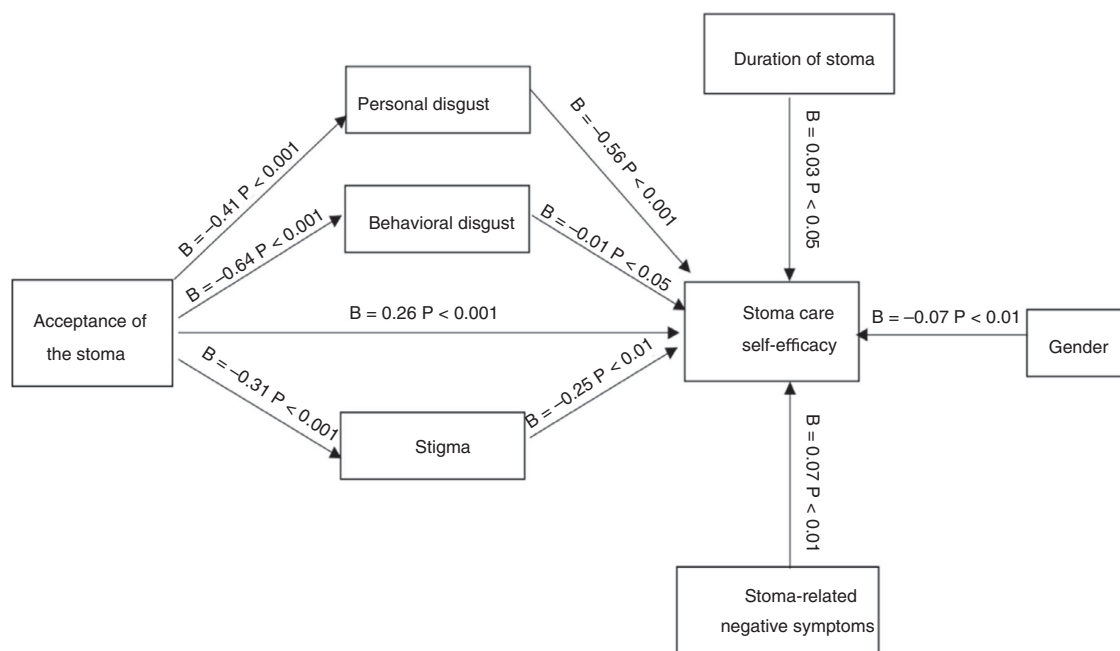 Duration of stoma
Personal disgust
B = –0.41 P < 0.001
B = –0.56 P < 0.001
B = 0.03 P < 0.05
Behavioral disgust
B = –0.64 P < 0.001
B = –0.01 P < 0.05
Acceptance of
the stoma
B = 0.26 P < 0.001
Stoma care
self-efficacy
B = –0.07 P < 0.01
Gender
B = –0.31 P < 0.001
B = –0.25 P < 0.01
Stigma
B = 0.07 P < 0.01
Stoma-related
negative symptoms